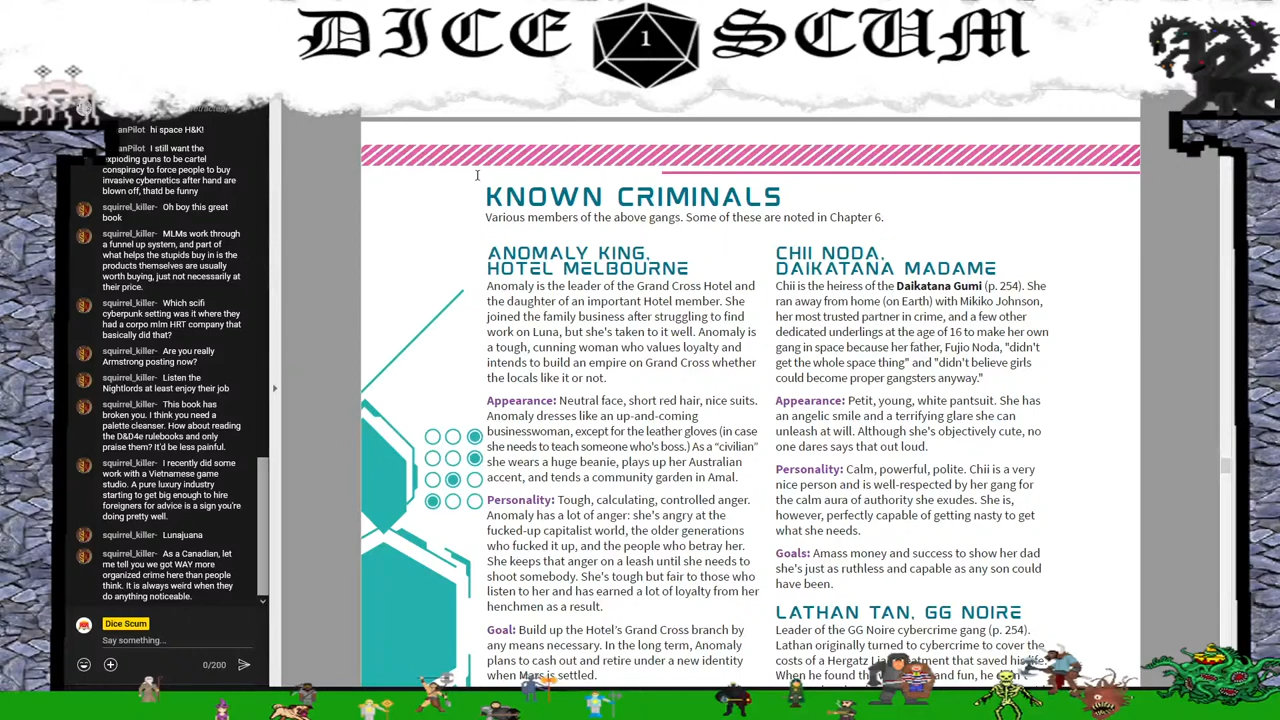 DICE SCUM
1
anPilot hi space H&K!
anPilot I still want the
exploding guns to be cartel
conspiracy to force people to buy
invasive cybernetics after hand are
blown off, thatd be funny
squirrel_killer- Oh boy this great
book
squirrel_killer- MLMs work through
a funnel up system, and part of
what helps the stupids buy in is the
products themselves are usually
worth buying, just not necessarily at
their price.
squirrel_killer- Which scifi
cyberpunk setting was it where they
had a corpo mlm HRT company that
basically did that?
squirrel_killer- Are you really
Armstrong posting now?
squirrel_killer- Listen the
Nightlords at least enjoy their job
squirrel_killer- This book has
broken you. I think you need a
palette cleanser. How about reading
the D&D4e rulebooks and only
praise them? It'd be less painful.
squirrel_killer- I recently did some
work with a Vietnamese game
studio. A pure luxury industry
starting to get big enough to hire
foreigners for advice is a sign you're
doing pretty well.
squirrel_killer- Lunajuana
squirrel_killer- As a Canadian, let
me tell you we got WAY more
organized crime here than people
think. It is always weird when they
do anything noticeable.
Dice Scum
Say something...
0/200
KNOWN CRIMINALS
Various members of the above gangs. Some of these are noted in Chapter 6.
ANOMALY KING,
HOTEL MELBOURNE
Anomaly is the leader of the Grand Cross Hotel and
the daughter of an important Hotel member. She
joined the family business after struggling to find
work on Luna, but she's taken to it well. Anomaly is
a tough, cunning woman who values loyalty and
intends to build an empire on Grand Cross whether
the locals like it or not.
Appearance: Neutral face, short red hair, nice suits.
Anomaly dresses like an up-and-coming
businesswoman, except for the leather gloves (in case
she needs to teach someone who's boss.) As a “civilian”
she wears a huge beanie, plays up her Australian
accent, and tends a community garden in Amal.
Personality: Tough, calculating, controlled anger.
Anomaly has a lot of anger: she's angry at the
fucked-up capitalist world, the older generations
who fucked it up, and the people who betray her.
She keeps that anger on a leash until she needs to
shoot somebody. She's tough but fair to those who
listen to her and has earned a lot of loyalty from her
henchmen as a result.
Goal: Build up the Hotel's Grand Cross branch by
any means necessary. In the long term, Anomaly
plans to cash out and retire under a new identity
when Mars is settled.
CHII NODA,
DAIKATANA MADAME
Chii is the heiress of the Daikatana Gumi (p. 254). She
ran away from home (on Earth) with Mikiko Johnson,
her most trusted partner in crime, and a few other
dedicated underlings at the age of 16 to make her own
gang in space because her father, Fujio Noda, "didn't
get the whole space thing" and "didn't believe girls
could become proper gangsters anyway."
Appearance: Petit, young, white pantsuit. She has
an angelic smile and a terrifying glare she can
unleash at will. Although she's objectively cute, no
one dares says that out loud.
Personality: Calm, powerful, polite. Chii is a very
nice person and is well-respected by her gang for
the calm aura of authority she exudes. She is,
however, perfectly capable of getting nasty to get
what she needs.
Goals: Amass money and success to show her dad
she's just as ruthless and capable as any son could
have been.
LATHAN TAN, GG NOIRE
Leader of the GG Noire cybercrime gang (p. 254).
Lathan originally turned to cybercrime to cover the
costs of a Hergatz that saved his life.
When he found and fun, he